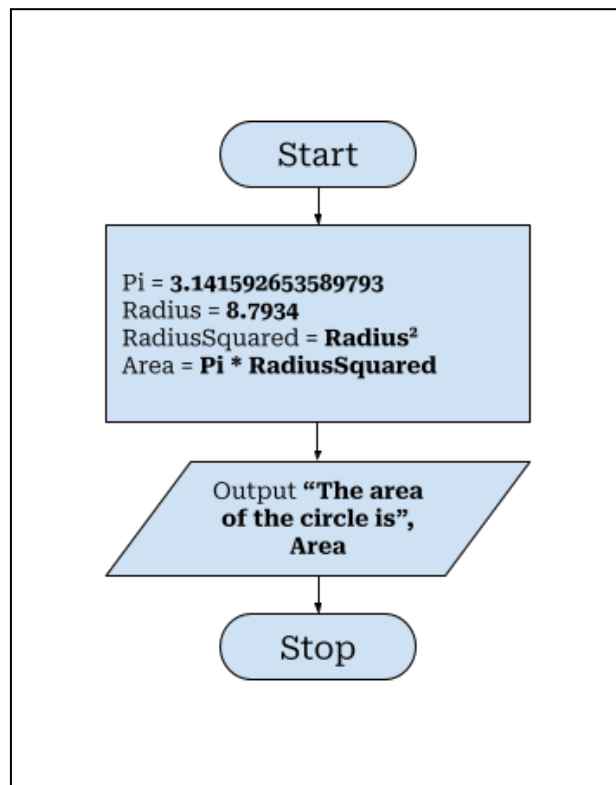 Start
Pi = 3.141592653589793
Radius = 8.7934
RadiusSquared = Radius²
Area = Pi * RadiusSquared
Output “The area
of the circle is”,
Area
Stop